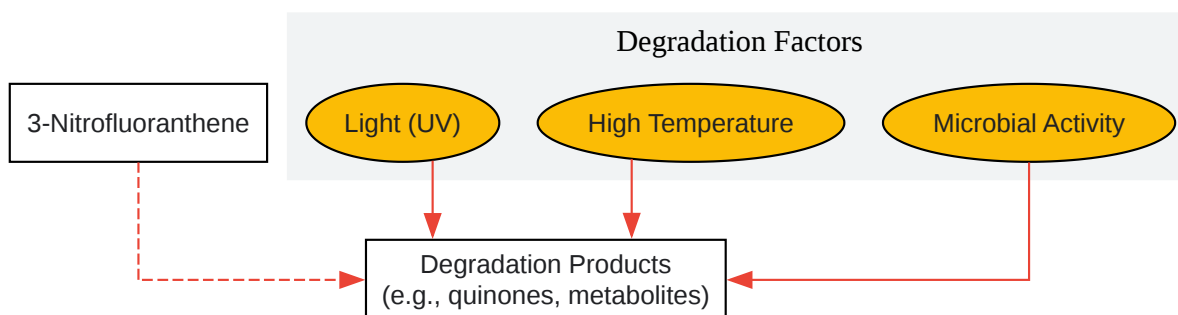 Degradation Factors
3-Nitrofluoranthene
Light (UV)
High Temperature
Microbial Activity
Degradation Products
(e.g., quinones, metabolites)